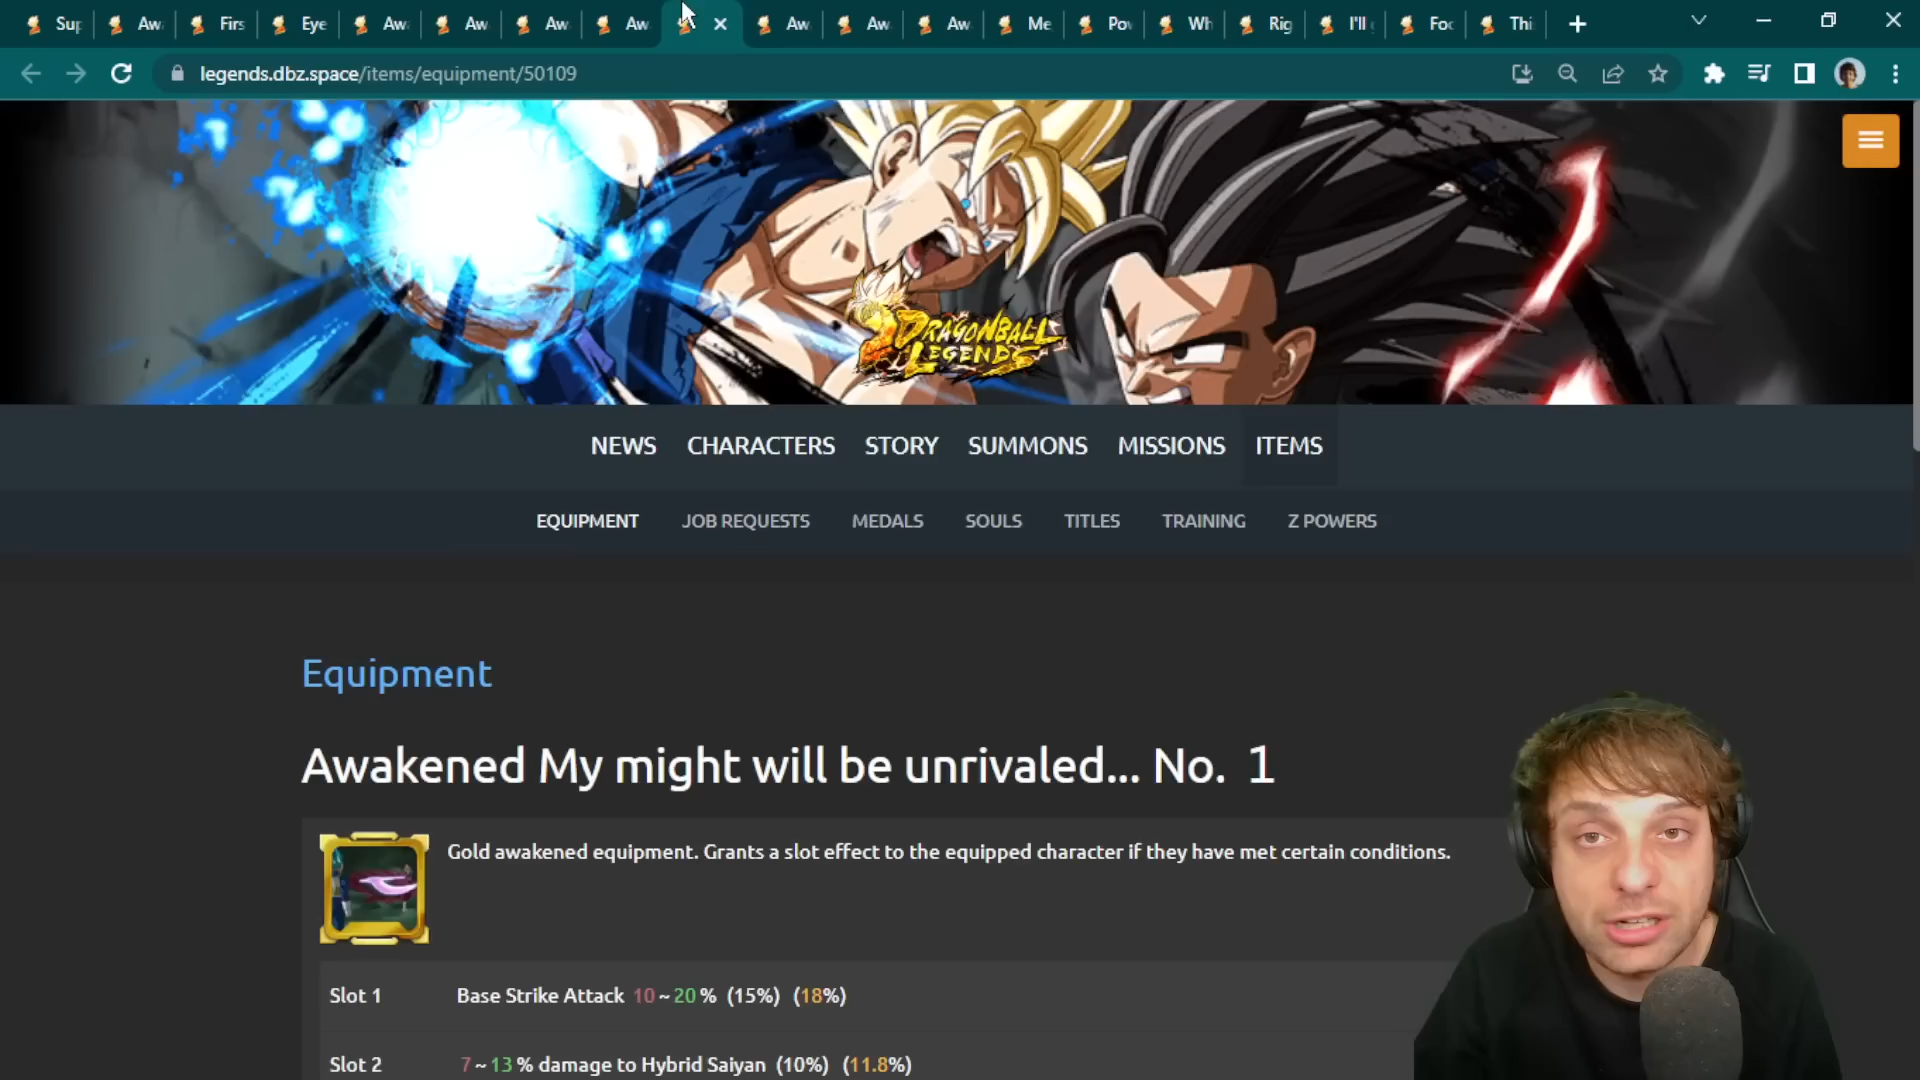 Sup
Aw
Firs
Eye
Aw
Aw
Aw
Aw
Aw
Aw
Aw
Me
Pov
Wh
Rig
I'll
Foc
Thi
legends.dbz.space/items/equipment/50109
DRAGONBALL
LEGENDS
NEWS CHARACTERS STORY SUMMONS MISSIONS ITEMS
EQUIPMENT JOB REQUESTS MEDALS SOULS TITLES TRAINING Z POWERS
Equipment
Awakened My might will be unrivaled... No. 1
Gold awakened equipment. Grants a slot effect to the equipped character if they have met certain conditions.
Slot 1 Base Strike Attack 10 ~ 20 % (15%) (18%)
Slot 2 7 ~ 13 % damage to Hybrid Saiyan (10%) (11.8%)